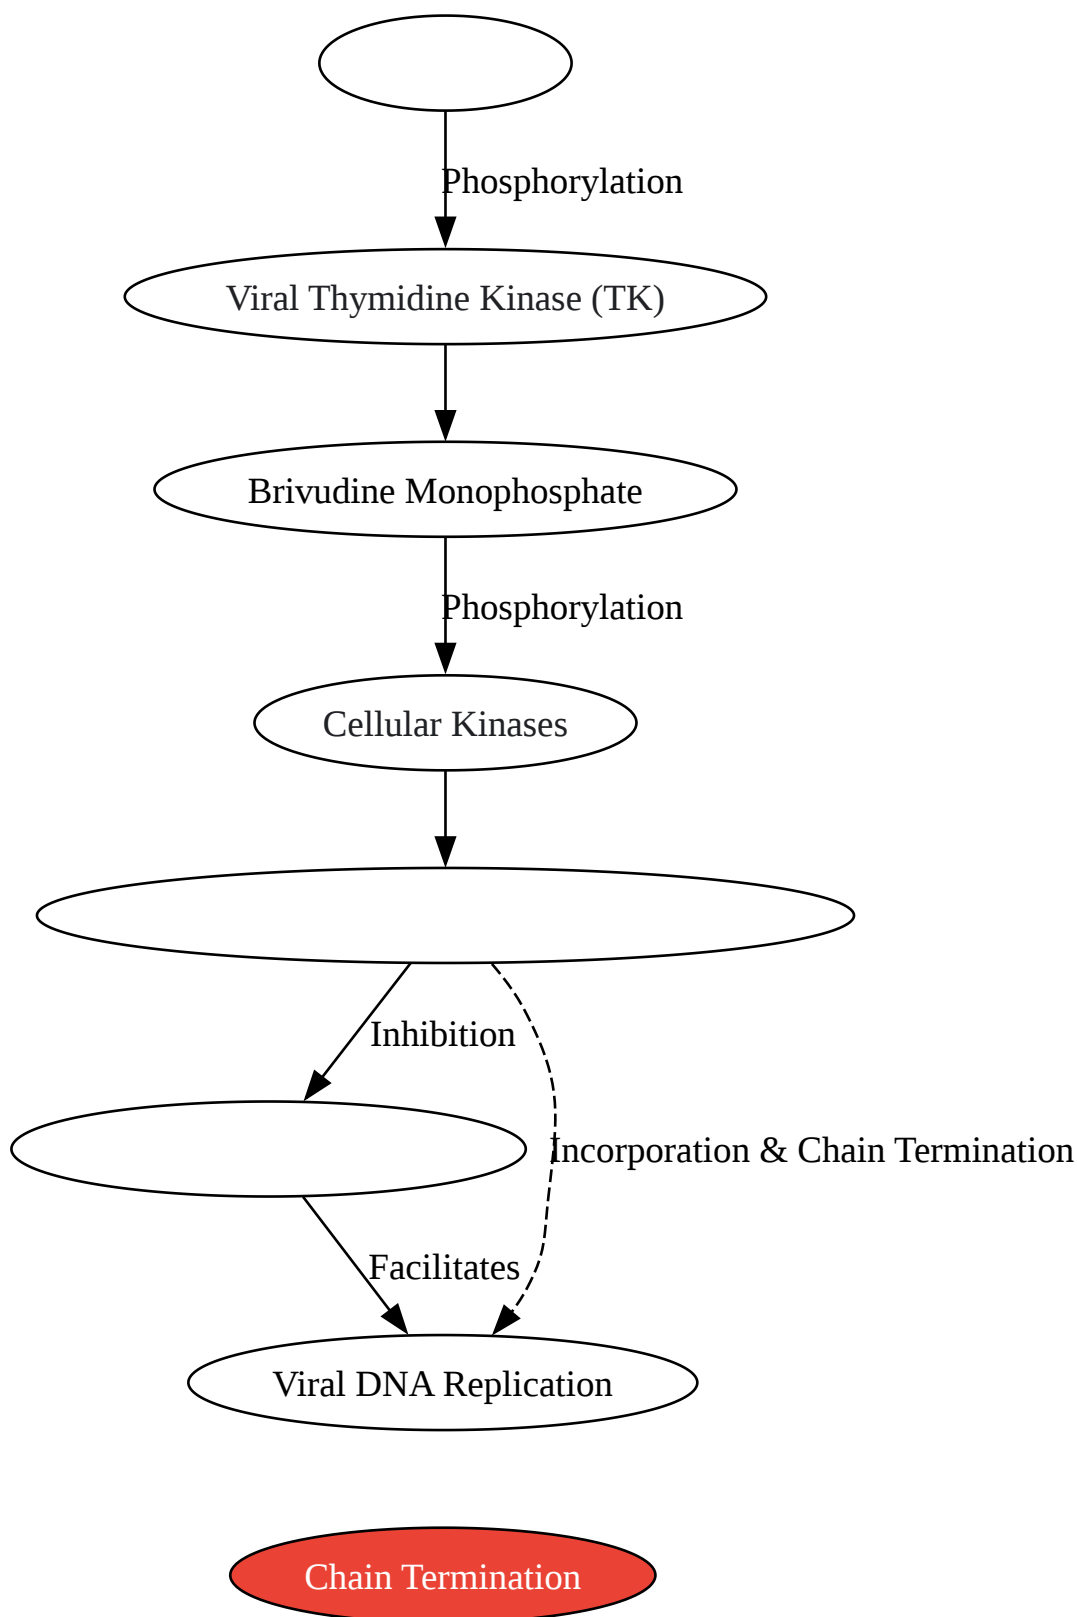 Phosphorylation
Viral Thymidine Kinase (TK)
Brivudine Monophosphate
Phosphorylation
Cellular Kinases
Inhibition
Incorporation & Chain Termination
Facilitates
Viral DNA Replication
Chain Termination